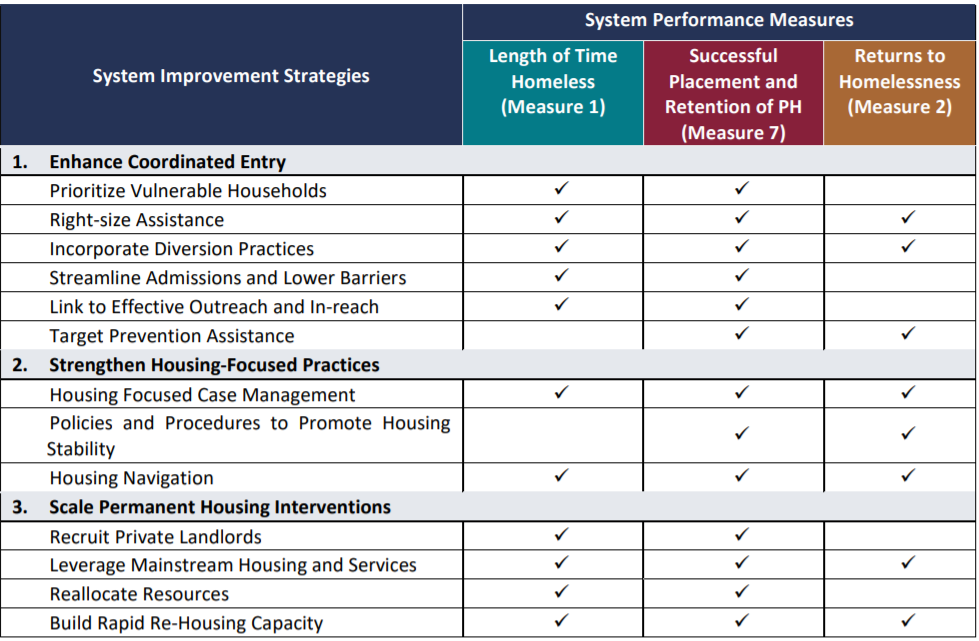 System Improvement Strategies
System Performance Measures
Length of Time
Homeless
(Measure 1)
Successful
Placement and
Retention of PH
(Measure 7)
Returns to
Homelessness
(Measure 2)
1. Enhance Coordinated Entry
Prioritize Vulnerable Households ✓ ✓
Right-size Assistance ✓ ✓ ✓
Incorporate Diversion Practices ✓ ✓ ✓
Streamline Admissions and Lower Barriers ✓ ✓
Link to Effective Outreach and In-reach ✓ ✓
Target Prevention Assistance ✓ ✓
2. Strengthen Housing-Focused Practices
Housing Focused Case Management ✓ ✓ ✓
Policies and Procedures to Promote Housing
Stability ✓ ✓
Housing Navigation ✓ ✓ ✓
3. Scale Permanent Housing Interventions
Recruit Private Landlords ✓ ✓
Leverage Mainstream Housing and Services ✓ ✓ ✓
Reallocate Resources ✓ ✓
Build Rapid Re-Housing Capacity ✓ ✓ ✓